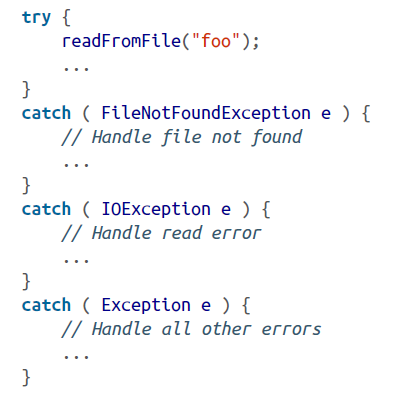 try {
    readFromFile("foo");
    ...
}
catch ( FileNotFoundException e ) {
    // Handle file not found
    ...
}
catch ( IOException e ) {
    // Handle read error
    ...
}
catch ( Exception e ) {
    // Handle all other errors
    ...
}